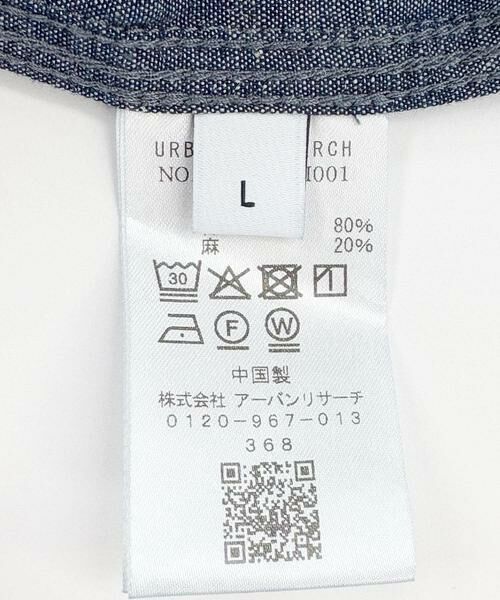 URB RCH
NO. I001
L
80%
麻 20%
30
F W
中国製
株式会社 アーバンリサーチ
0120-967-013
368